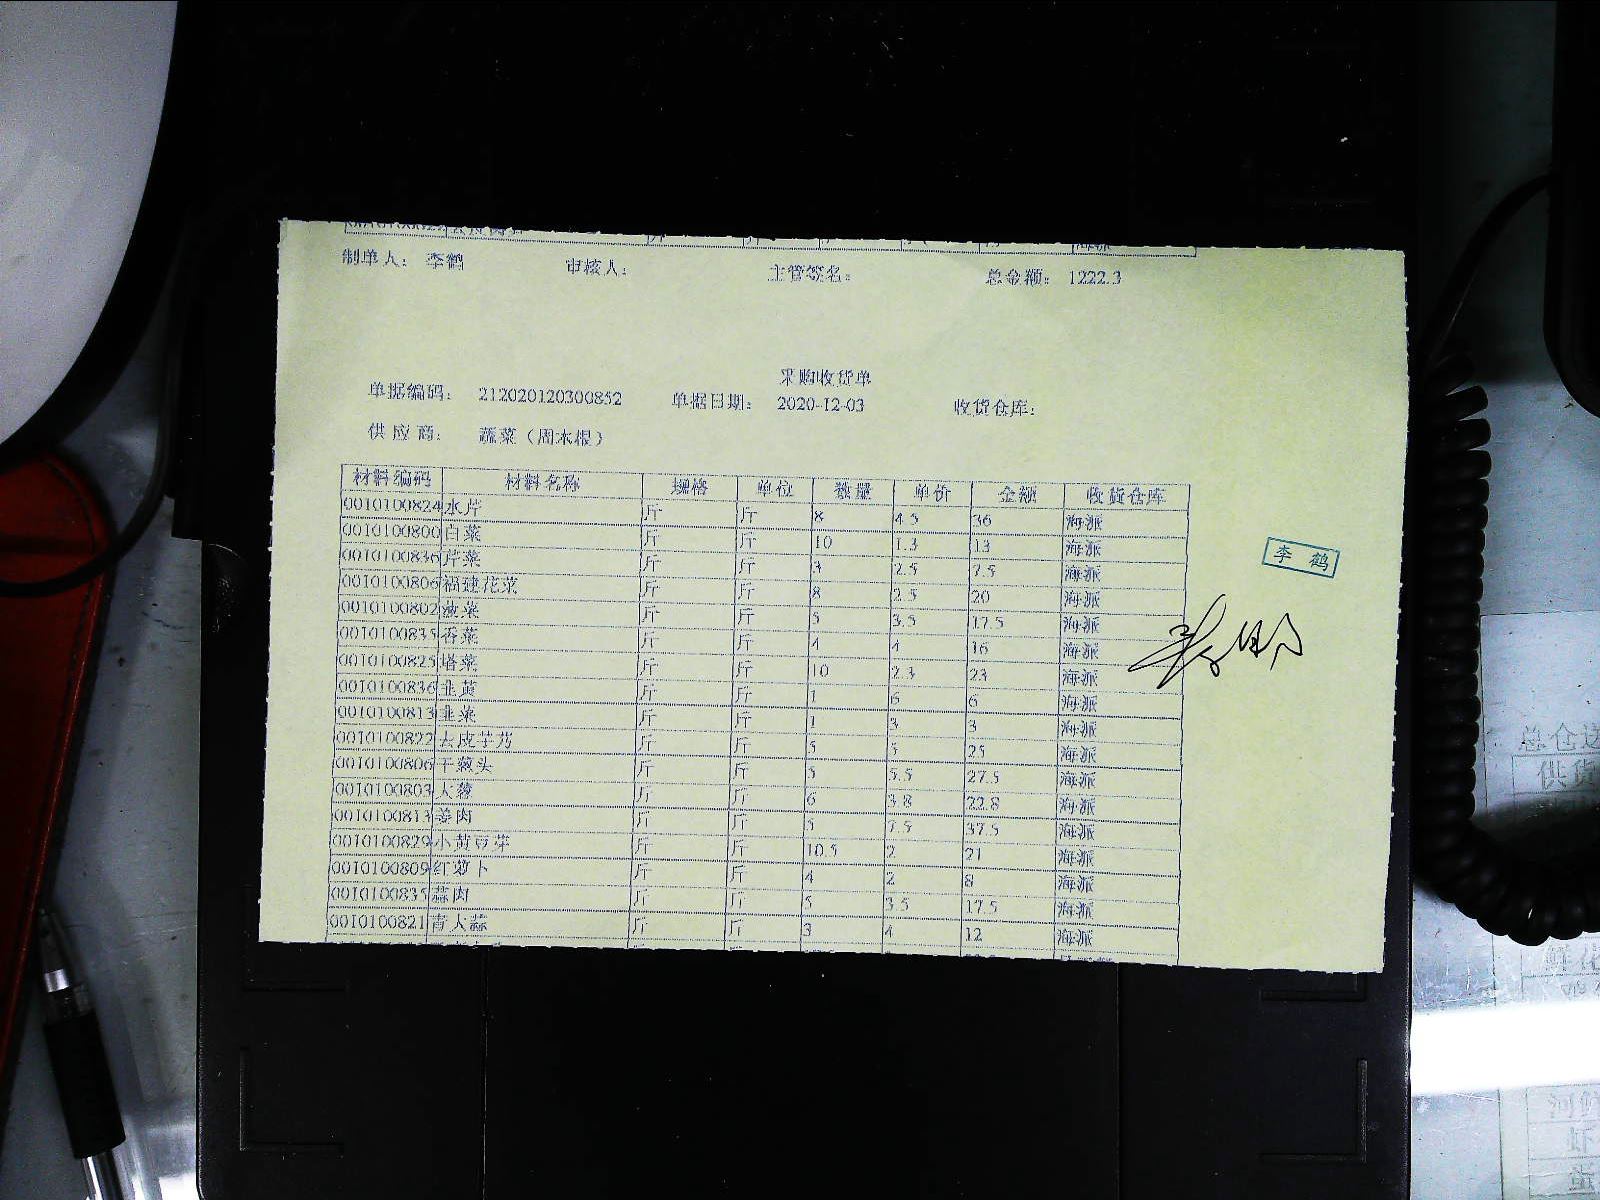 制单人： 李鹤 审核人： 主管签名： 总金额： 1222.3
采购收货单
单据编码： 212020120300852 单据日期： 2020-12-03 收货仓库：
供应商： 蔬菜（周木根）
材料编码 材料名称 规格 单位 数量 单价 金额 收货仓库
0010100824 水芹 斤 斤 8 4.5 36 海派
0010100800 白菜 斤 斤 10 1.3 13 海派
0010100836 芹菜 斤 斤 3 2.5 7.5 海派
0010100806 福建花菜 斤 斤 8 2.5 20 海派
0010100802 菠菜 斤 斤 5 3.5 17.5 海派
0010100835 香菜 斤 斤 4 4 16 海派
0010100825 塔菜 斤 斤 10 2.3 23 海派
0010100836 韭黄 斤 斤 1 6 6 海派
0010100813 韭菜 斤 斤 1 3 3 海派
0010100822 去皮芋艿 斤 斤 5 5 25 海派
0010100806 干葱头 斤 斤 5 5.5 27.5 海派
0010100803 大葱 斤 斤 6 3.8 22.8 海派
0010100813 姜肉 斤 斤 5 7.5 37.5 海派
0010100829 小黄豆芽 斤 斤 10.5 2 21 海派
0010100809 红萝卜 斤 斤 4 2 8 海派
0010100835 蒜肉 斤 斤 5 3.5 17.5 海派
0010100821 青大蒜 斤 斤 3 4 12 海派
李鹤
总仓送
供货